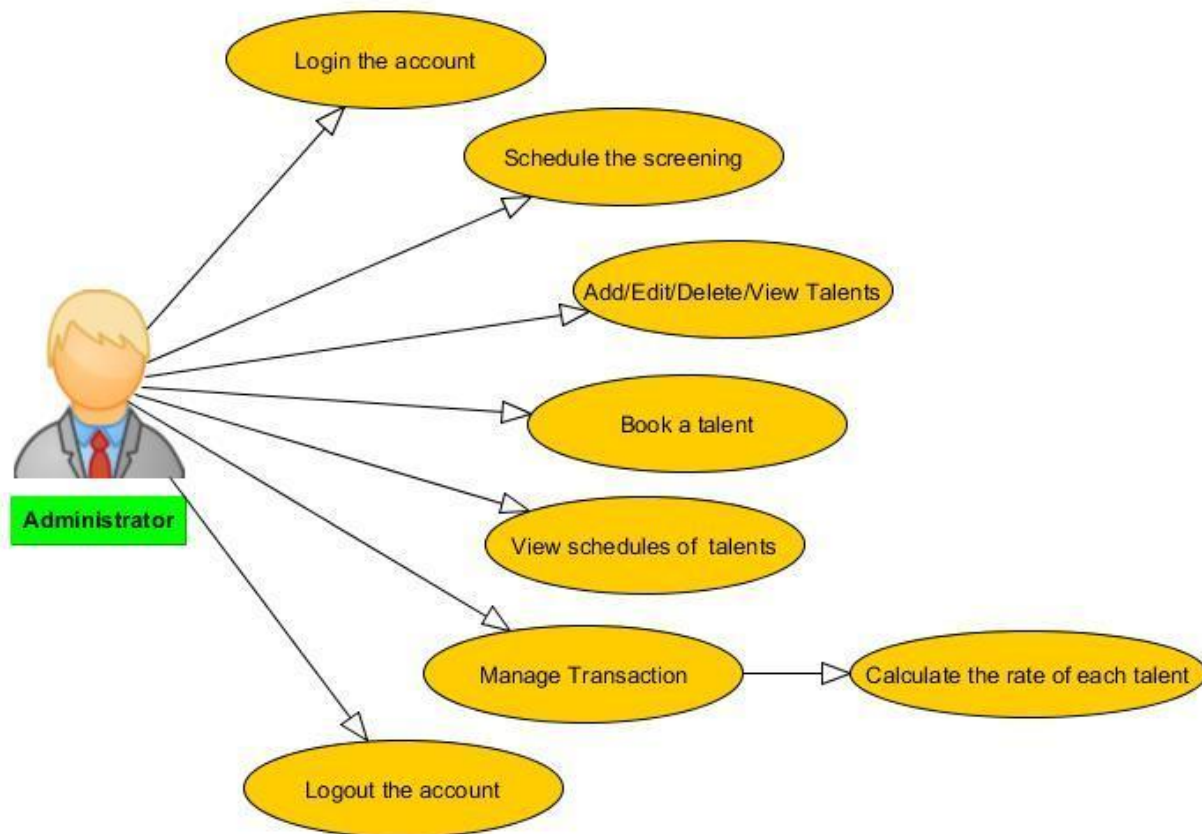 Login the account
Schedule the screening
Add/Edit/Delete/View Talents
Book a talent
Administrator
View schedules of talents
Manage Transaction
Calculate the rate of each talent
Logout the account